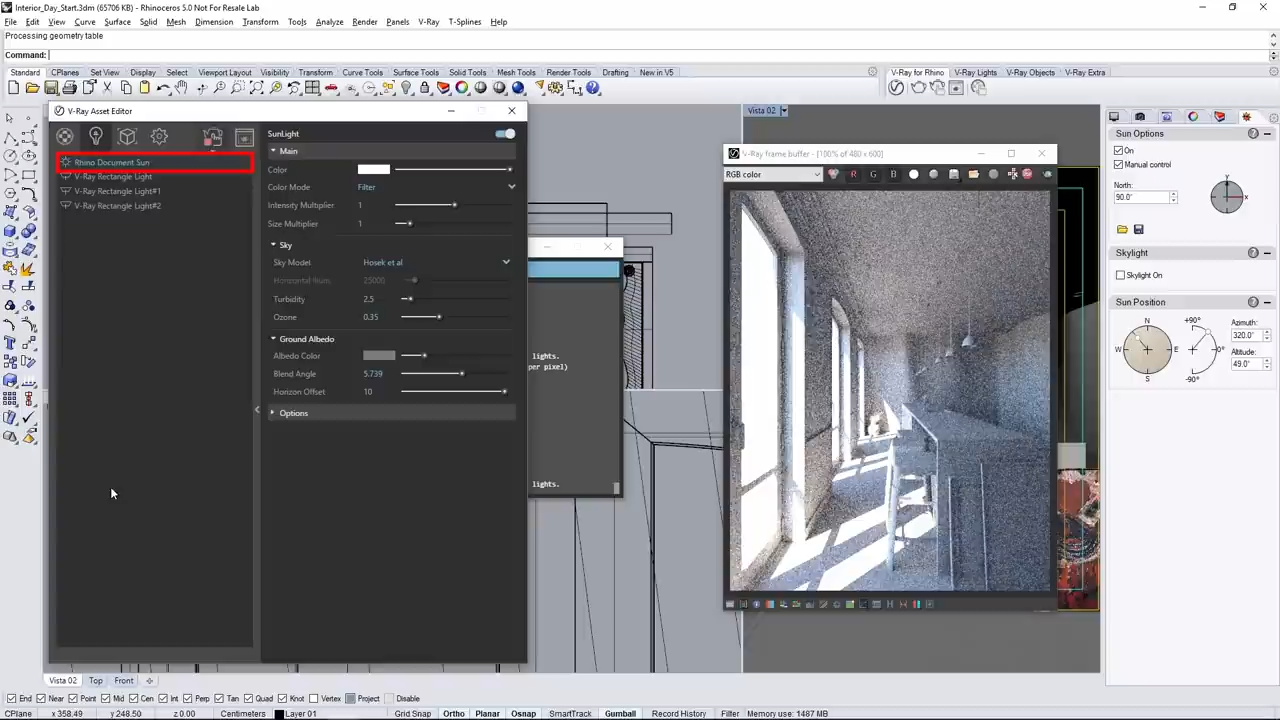 Interior_Day_Start.3dm (65706 KB) - Rhinoceros 5.0 Not For Resale Lab
File Edit View Curve Surface Solid Mesh Dimension Transform Tools Analyze Render Panels V-Ray T-Splines Help
Processing geometry table
Command:
Standard CPlanes Set View Display Select Viewport Layout Visibility Transform Curve Tools Surface Tools Solid Tools Mesh Tools Render Tools Drafting New in V5 V-Ray for Rhino V-Ray Lights V-Ray Objects V-Ray Extra
V-Ray Asset Editor
Rhino Document Sun
V-Ray Rectangle Light
V-Ray Rectangle Light#1
V-Ray Rectangle Light#2
SunLight
Main
Color
Color Mode Filter
Intensity Multiplier 1
Size Multiplier 1
Sky
Sky Model Hosek et al
Horizontal Illum. 25000
Turbidity 2.5
Ozone 0.35
Ground Albedo
Albedo Color
Blend Angle 5.739
Horizon Offset 10
Options
lights.
per pixel)
lights.
Vista 02
V-Ray frame buffer - [100% of 480 x 600]
RGB color
R G B
Sun Options
On
Manual control
North:
90.0°
Y
X
Skylight
Skylight On
Sun Position
N
W E
S
+90°
0°
-90°
Azimuth:
320.0°
Altitude:
49.0°
Vista 02 Top Front
End Near Point Mid Cen Int Perp Tan Quad Knot Vertex Project Disable
CPlane x 358.49 y 248.50 z 0.00 Centimeters Layer 01 Grid Snap Ortho Planar Osnap SmartTrack Gumball Record History Filter Memory use: 1487 MB